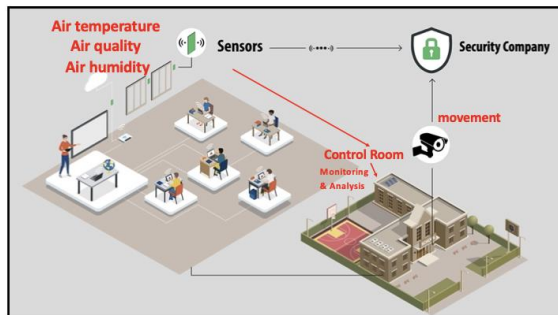 Air temperature
Air quality
Air humidity
Sensors
Security Company
movement
Control Room
Monitoring
& Analysis